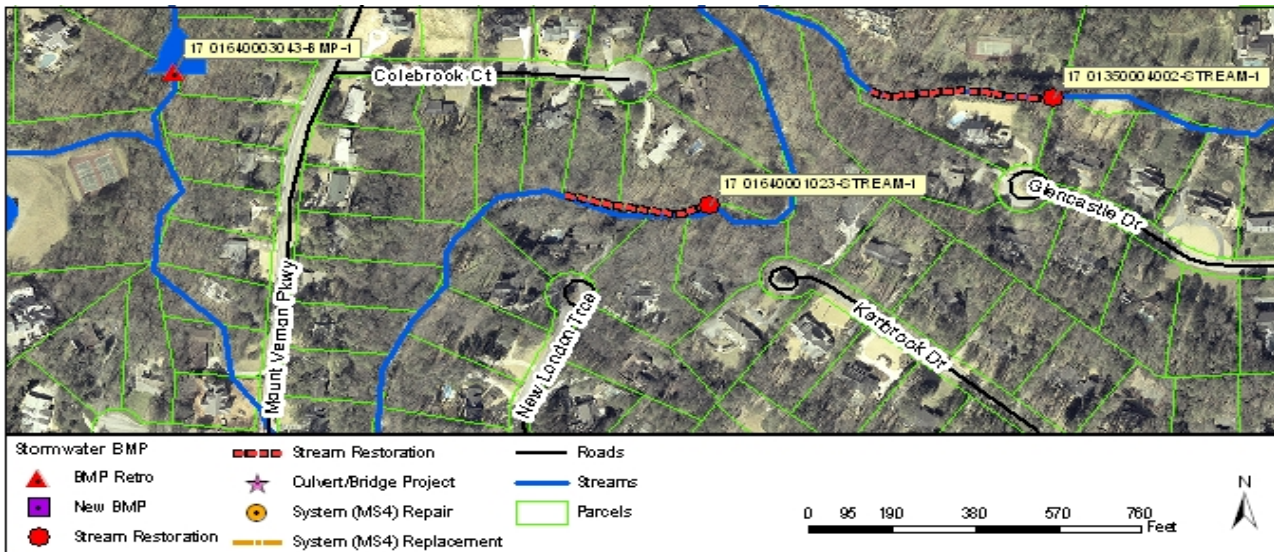 17 01640003043-BMP-1
Colebrook Ct
17 01350004002-STREAM-1
17 01640001023-STREAM-1
Glencastle Dr
Mount Vernon Pkwy
New London Trce
Kenbrook Dr
Stormwater BMP
BMP Retro
New BMP
Stream Restoration
Stream Restoration
Culvert/Bridge Project
System (MS4) Repair
System (MS4) Replacement
Roads
Streams
Parcels
0 95 190 380 570 760
Feet
N